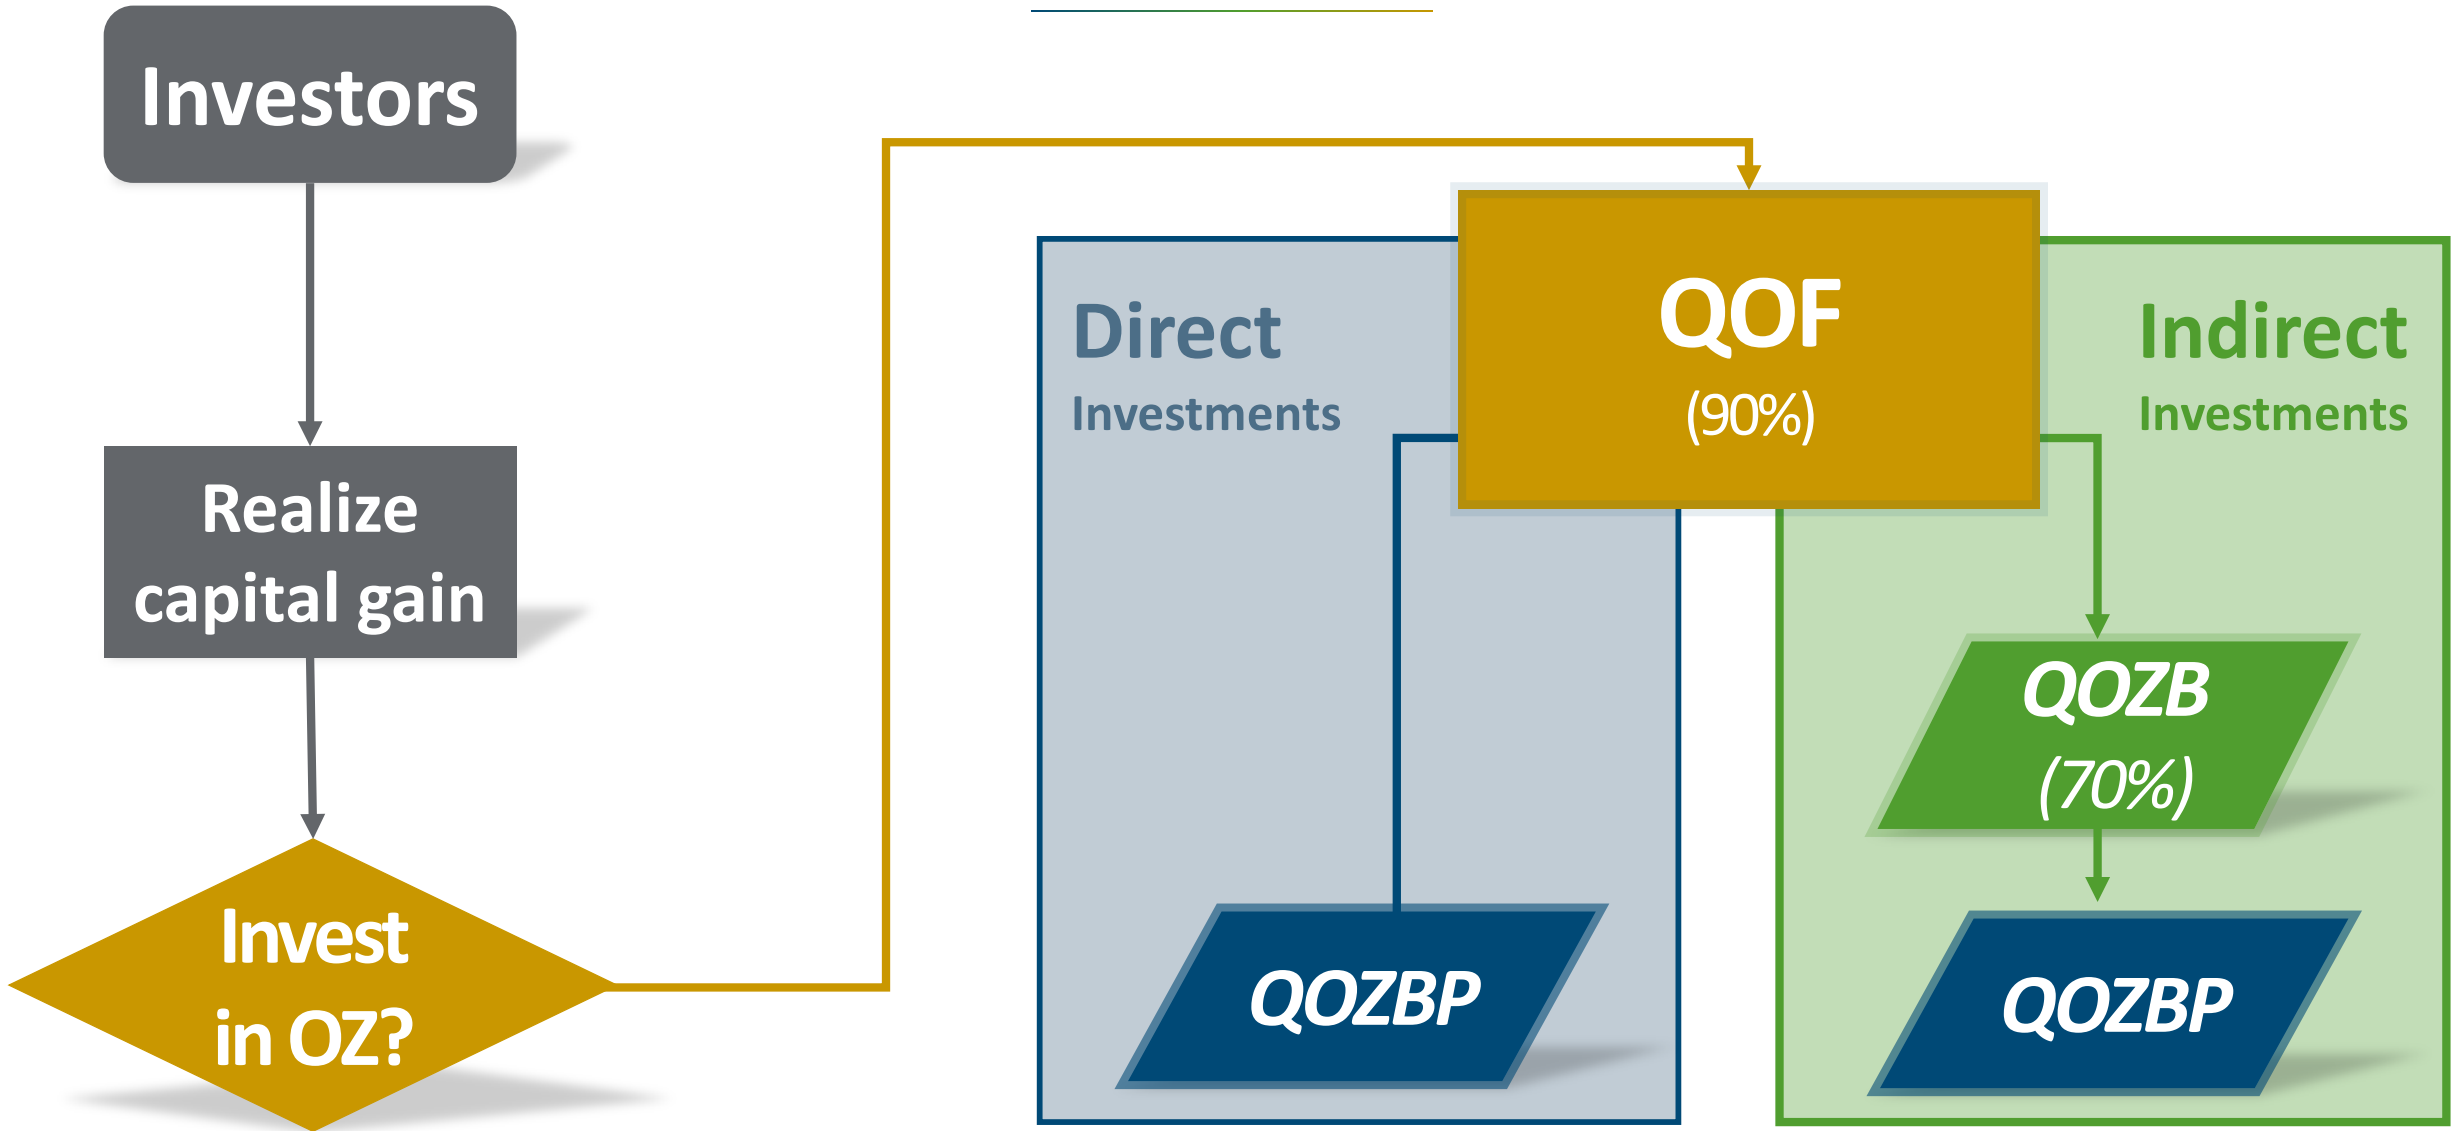 Investors
Realize
capital gain
Invest
in OZ?
QOF
(90%)
Direct
Investments
QOZBP
Indirect
Investments
QOZB
(70%)
QOZBP